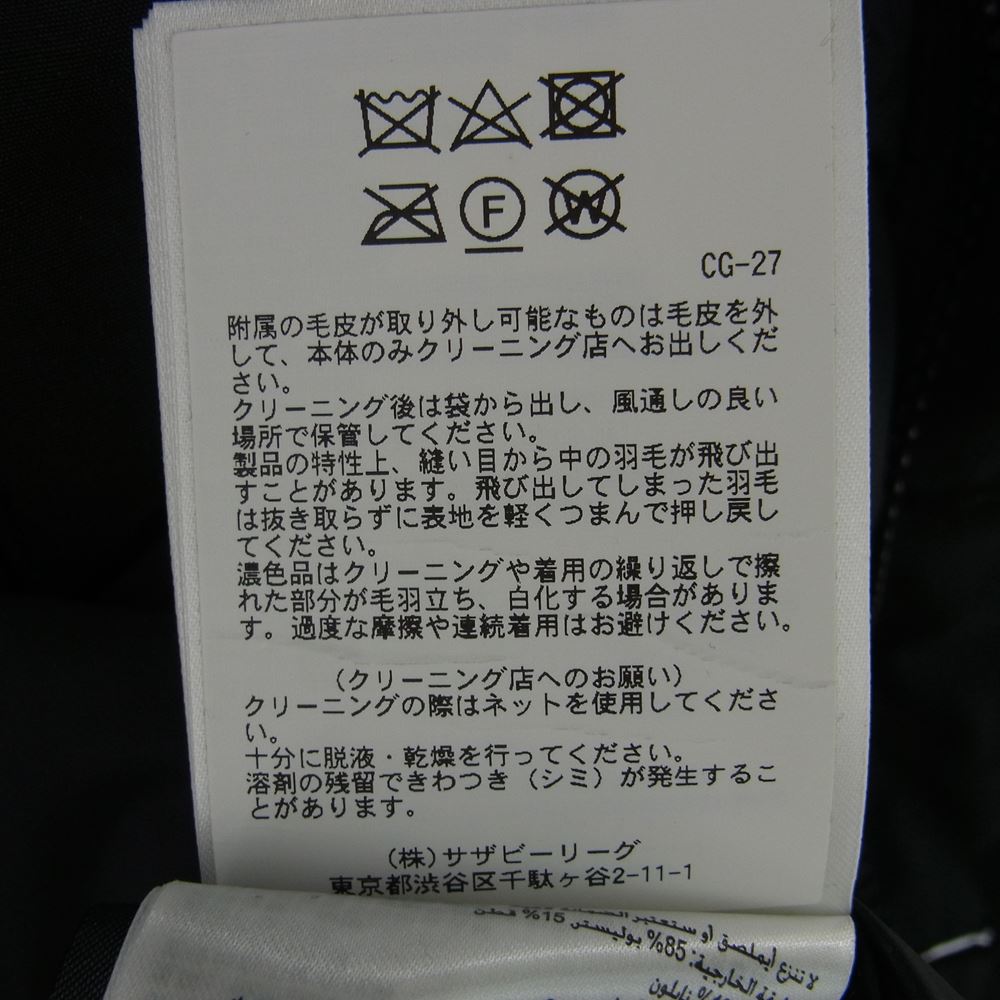 F
W
CG-27
附属の毛皮が取り外し可能なものは毛皮を外
して、本体のみクリーニング店へお出しくだ
さい。
クリーニング後は袋から出し、風通しの良い
場所で保管してください。
製品の特性上、縫い目から中の羽毛が飛び出
すことがあります。飛び出してしまった羽毛
は抜き取らずに表地を軽くつまんで押し戻し
てください。
濃色品はクリーニングや着用の繰り返しで擦
れた部分が毛羽立ち、白化する場合がありま
す。過度な摩擦や連続着用はお避けください。
（クリーニング店へのお願い）
クリーニングの際はネットを使用してくださ
い。
十分に脱液・乾燥を行ってください。
溶剤の残留できわつき（シミ）が発生するこ
とがあります。
(株)サザビーリーグ
東京都渋谷区千駄ヶ谷2-11-1
لا تنزع أيملصق أو ستعتبر
الخارجية: 85% بوليستر 15% قطن
نايلون